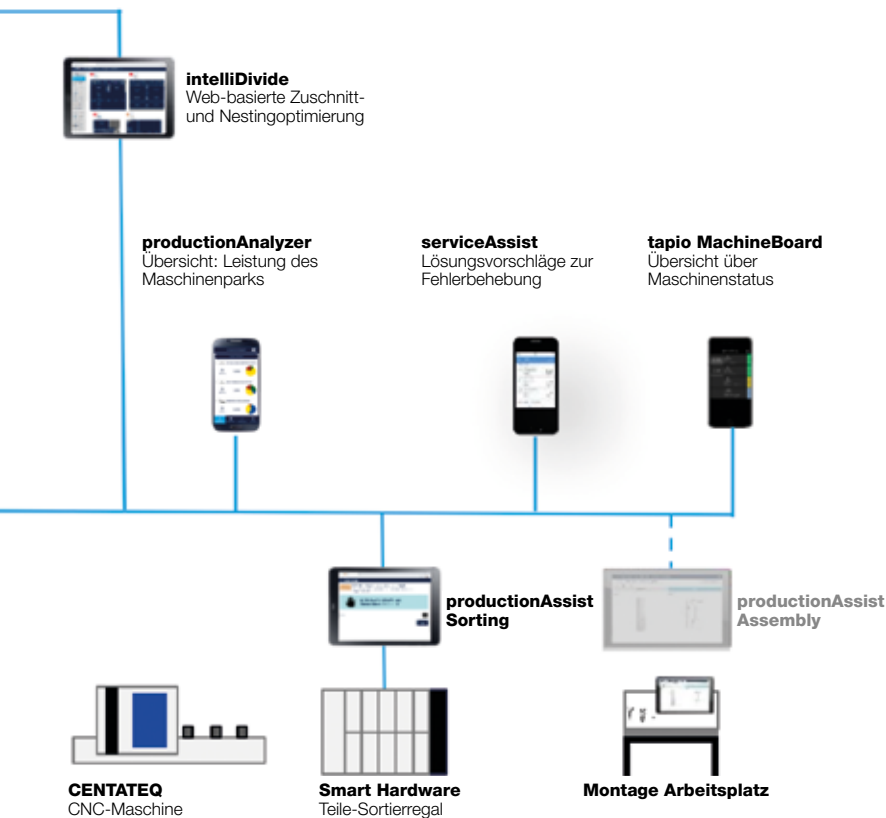 intelliDivide
Web-basierte Zuschnitt-
und Nestingoptimierung
productionAnalyzer
Übersicht: Leistung des
Maschinenparks
serviceAssist
Lösungsvorschläge zur
Fehlerbehebung
tapio MachineBoard
Übersicht über
Maschinenstatus
productionAssist
Sorting
productionAssist
Assembly
CENTATEQ
CNC-Maschine
Smart Hardware
Teile-Sortierregal
Montage Arbeitsplatz